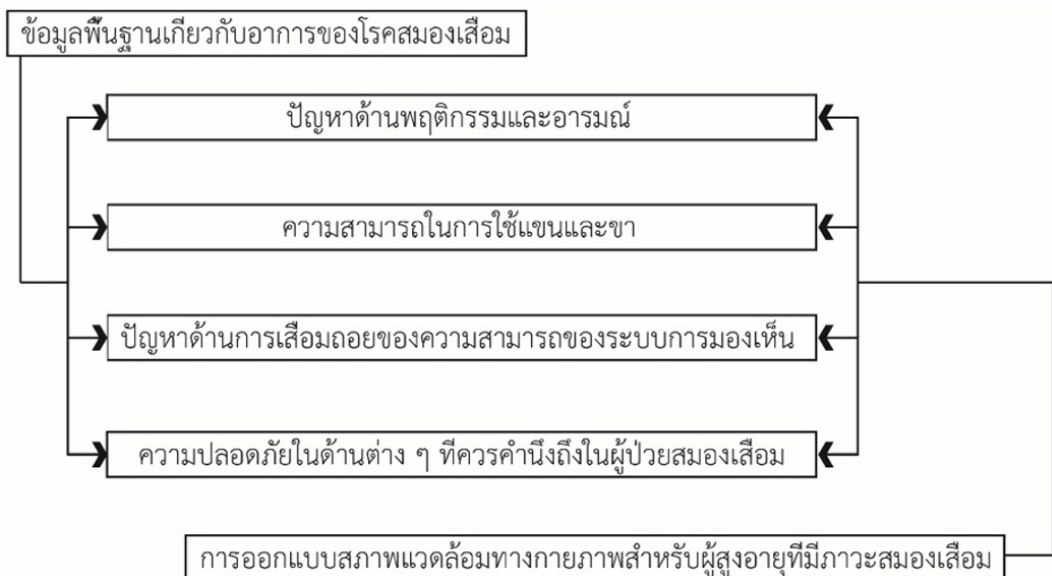 ข้อมูลพื้นฐานเกี่ยวกับอาการของโรคสมองเสื่อม
ปัญหาด้านพฤติกรรมและอารมณ์
ความสามารถในการใช้แขนและขา
ปัญหาด้านการเสื่อมถอยของความสามารถของระบบการมองเห็น
ความปลอดภัยในด้านต่าง ๆ ที่ควรคำนึงถึงในผู้ป่วยสมองเสื่อม
การออกแบบสภาพแวดล้อมทางกายภาพสำหรับผู้สูงอายุที่มีภาวะสมองเสื่อม